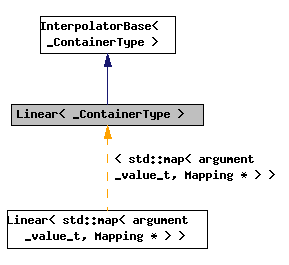 InterpolatorBase<
_ContainerType >
Linear< _ContainerType >
< std::map< argument
_value_t, Mapping * > >
Linear< std::map< argument
_value_t, Mapping * > >